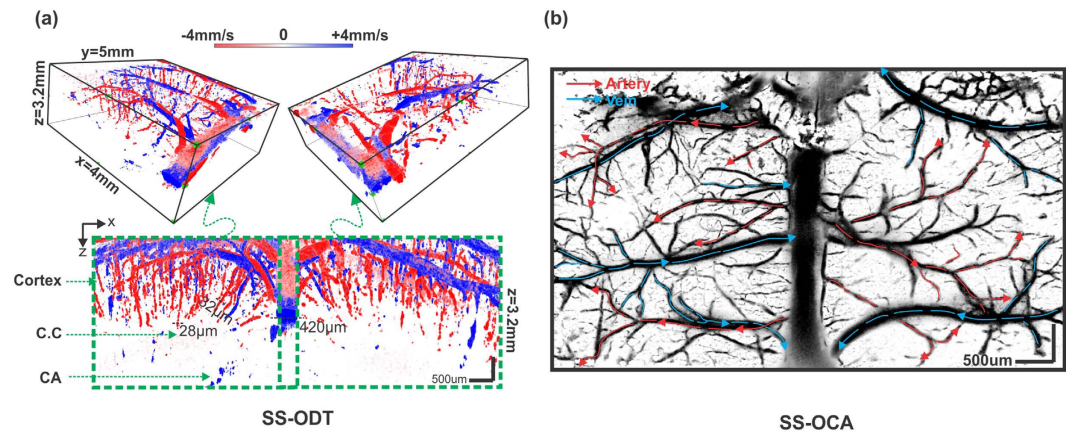 (a)
-4mm/s 0 +4mm/s
y=5mm
z=3.2mm
x=4mm
X
Z
Cortex
C.C
CA
32μm
28μm
420μm
z=3.2mm
500um
SS-ODT
(b)
Artery
Vein
500um
SS-OCA